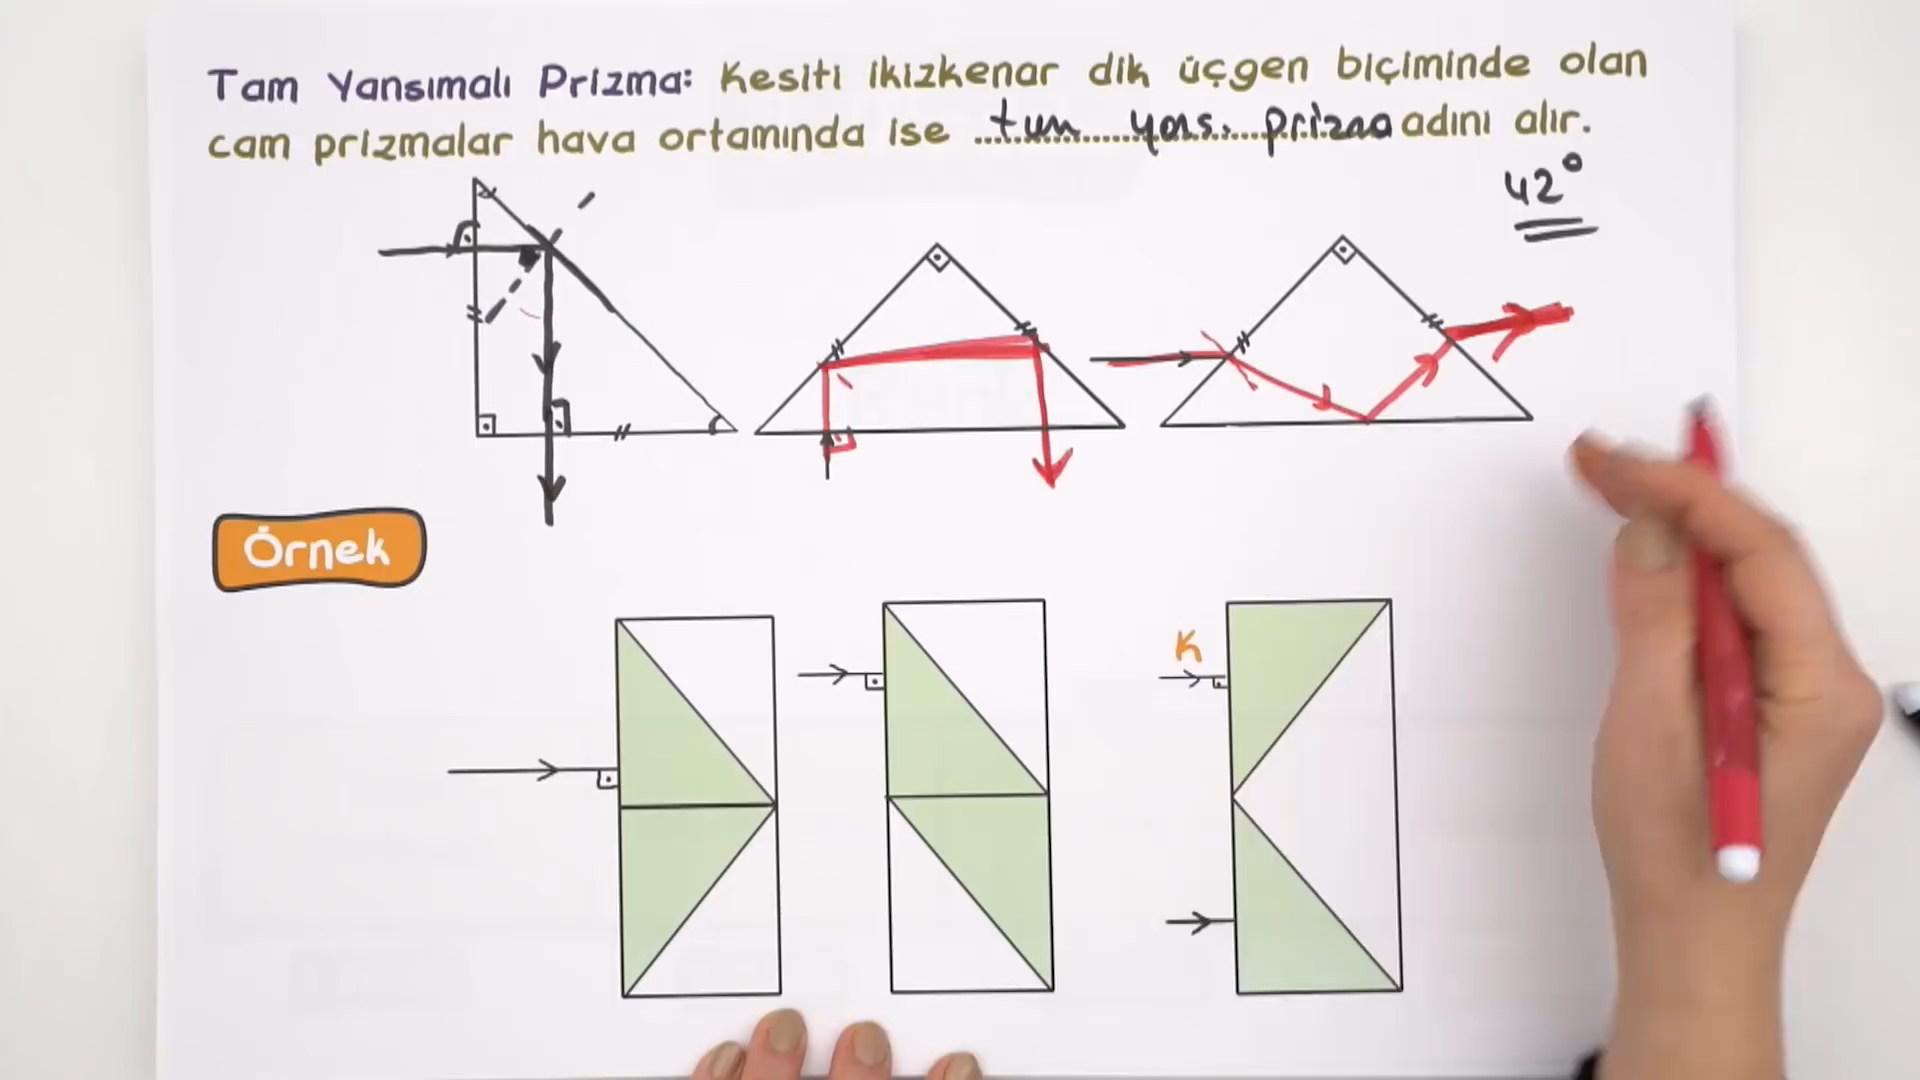 Tam Yansımalı Prizma: Kesiti ikizkenar dik üçgen biçiminde olan
cam prizmalar hava ortamında ise tam yans. prizma adını alır.
42°
Örnek
K